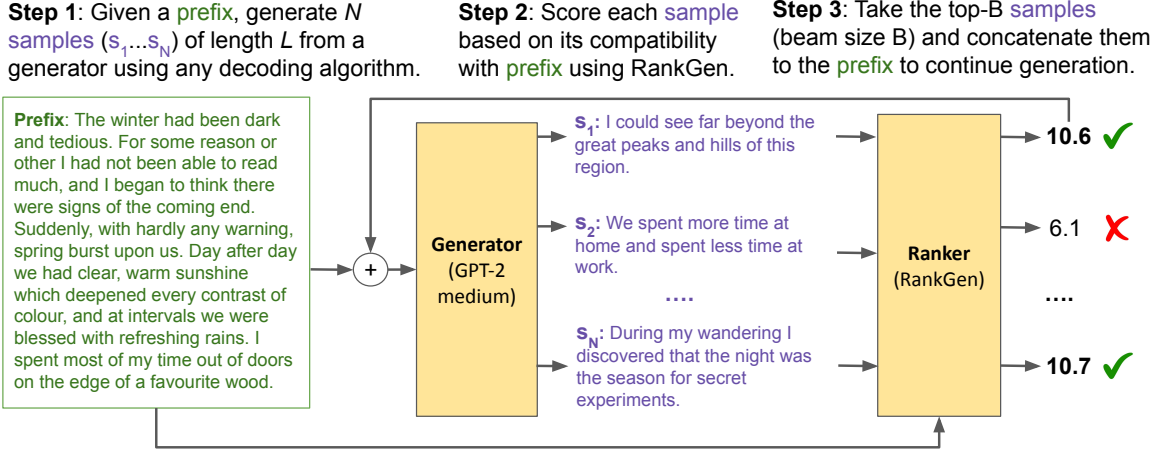 Step 1: Given a prefix, generate N
samples (s1...sN) of length L from a
generator using any decoding algorithm.
Step 2: Score each sample
based on its compatibility
with prefix using RankGen.
Step 3: Take the top-B samples
(beam size B) and concatenate them
to the prefix to continue generation.
Prefix: The winter had been dark
and tedious. For some reason or
other I had not been able to read
much, and I began to think there
were signs of the coming end.
Suddenly, with hardly any warning,
spring burst upon us. Day after day
we had clear, warm sunshine
which deepened every contrast of
colour, and at intervals we were
blessed with refreshing rains. I
spent most of my time out of doors
on the edge of a favourite wood.
+
Generator
(GPT-2
medium)
s1: I could see far beyond the
great peaks and hills of this
region.
s2: We spent more time at
home and spent less time at
work.
....
sN: During my wandering I
discovered that the night was
the season for secret
experiments.
Ranker
(RankGen)
10.6
6.1
....
10.7